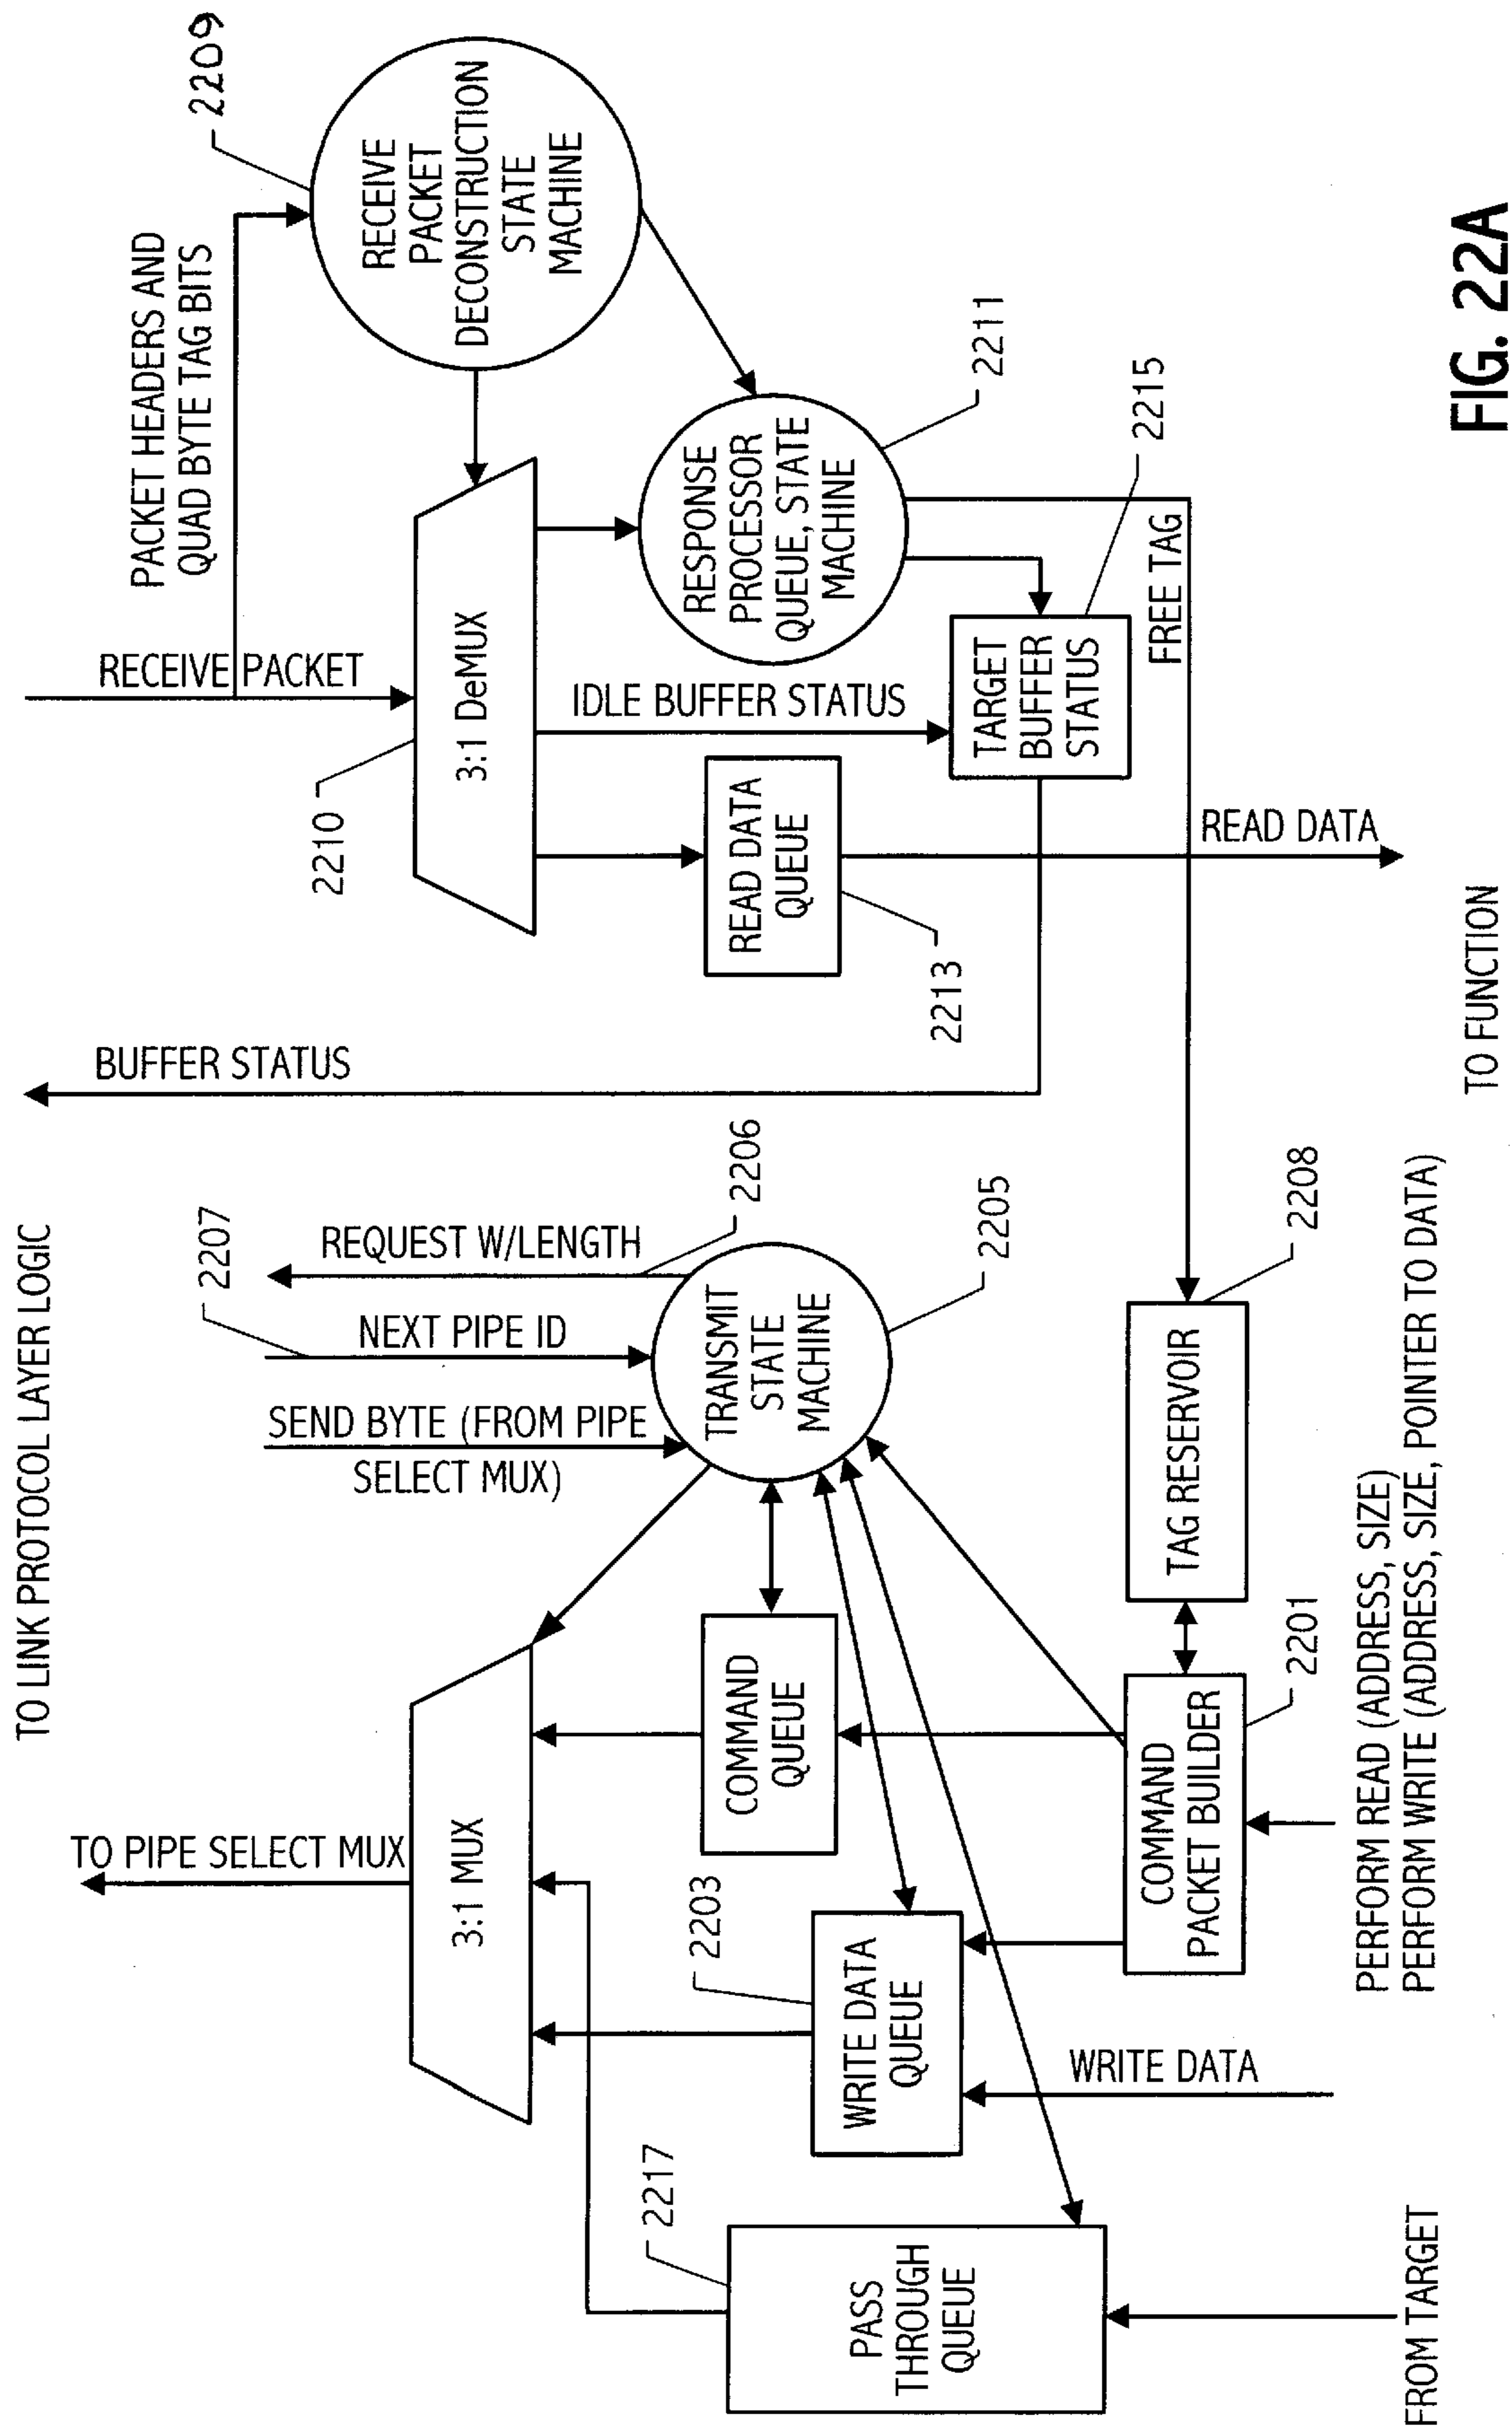 TO LINK PROTOCOL LAYER LOGIC
TO PIPE SELECT MUX
3:1 MUX
SEND BYTE (FROM PIPE
SELECT MUX)
NEXT PIPE ID
2207
REQUEST W/LENGTH
2206
TRANSMIT
STATE
MACHINE
2205
COMMAND
QUEUE
2203
WRITE DATA
QUEUE
2217
PASS
THROUGH
QUEUE
COMMAND
PACKET BUILDER
2201
TAG RESERVOIR
2208
WRITE DATA
FROM TARGET
PERFORM READ (ADDRESS, SIZE)
PERFORM WRITE (ADDRESS, SIZE, POINTER TO DATA)
BUFFER STATUS
RECEIVE PACKET
PACKET HEADERS AND
QUAD BYTE TAG BITS
2209
RECEIVE
PACKET
DECONSTRUCTION
STATE
MACHINE
2210
3:1 DeMUX
IDLE BUFFER STATUS
READ DATA
QUEUE
2213
RESPONSE
PROCESSOR
QUEUE, STATE
MACHINE
2211
TARGET
BUFFER
STATUS
2215
FREE TAG
READ DATA
TO FUNCTION
FIG. 22A